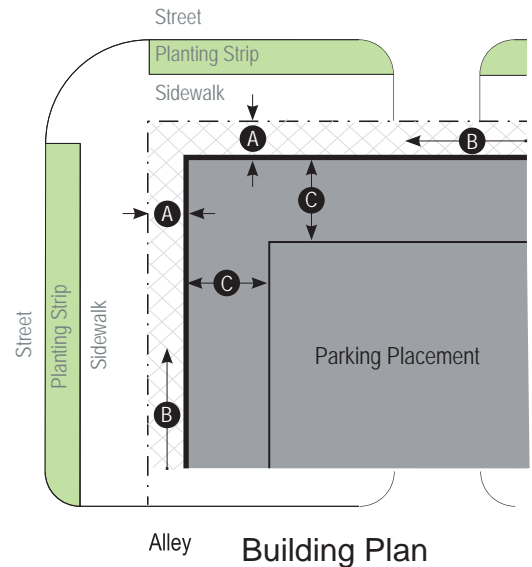 Street
Planting Strip
Sidewalk
A
B
A
C
C
Street
Planting Strip
Sidewalk
Parking Placement
B
Alley
Building Plan